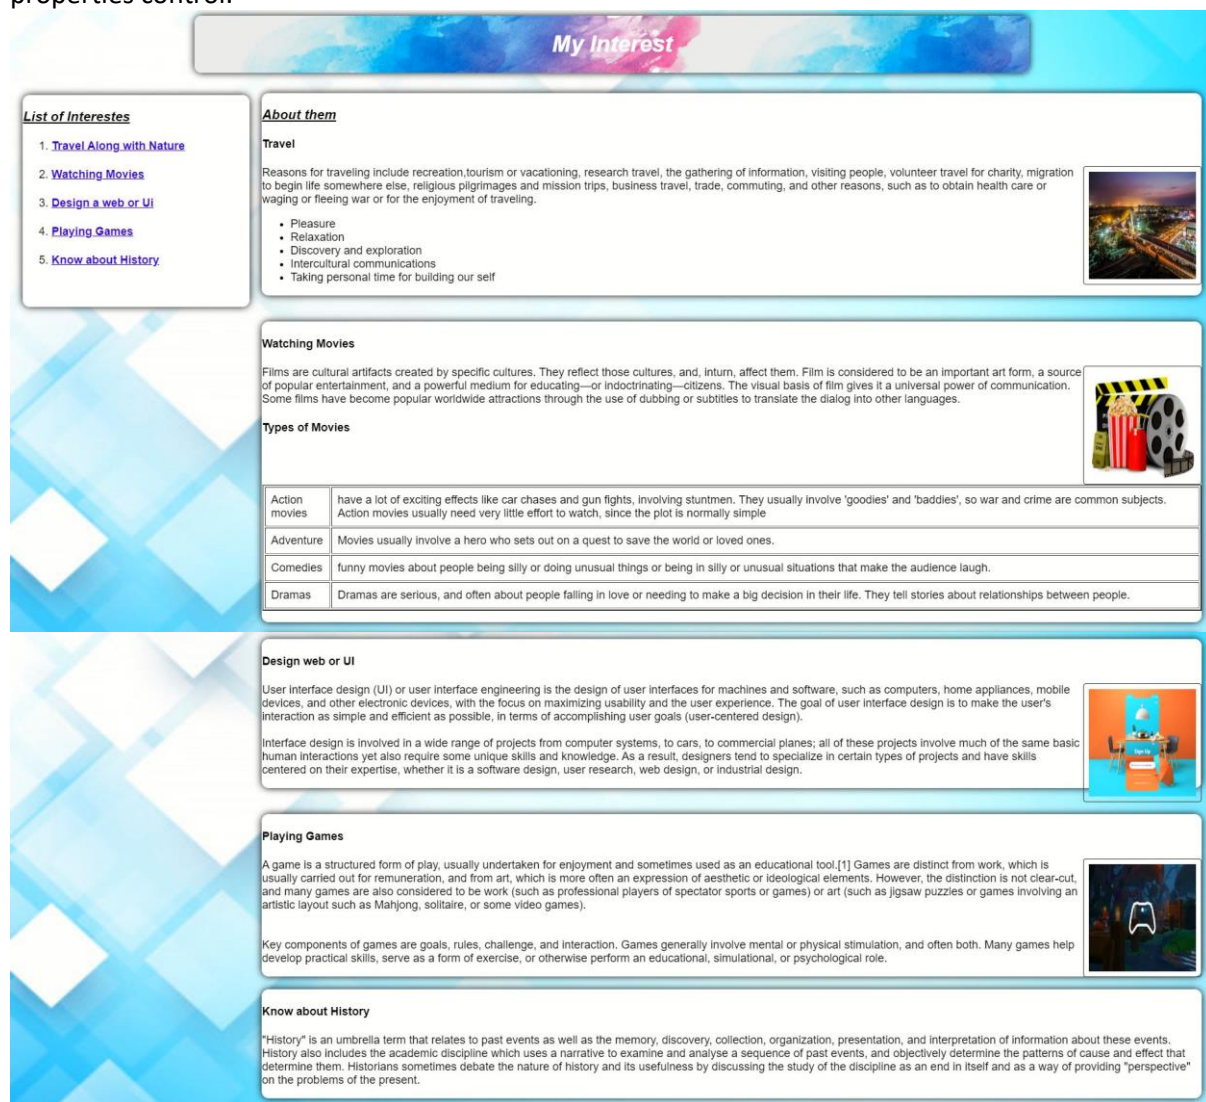 properties control.
My Interest
List of Interestes
1. Travel Along with Nature
2. Watching Movies
3. Design a web or Ui
4. Playing Games
5. Know about History
About them
Travel
Reasons for traveling include recreation,tourism or vacationing, research travel, the gathering of information, visiting people, volunteer travel for charity, migration
to begin life somewhere else, religious pilgrimages and mission trips, business travel, trade, commuting, and other reasons, such as to obtain health care or
waging or fleeing war or for the enjoyment of traveling.
• Pleasure
• Relaxation
• Discovery and exploration
• Intercultural communications
• Taking personal time for building our self
Watching Movies
Films are cultural artifacts created by specific cultures. They reflect those cultures, and, inturn, affect them. Film is considered to be an important art form, a source
of popular entertainment, and a powerful medium for educating—or indoctrinating—citizens. The visual basis of film gives it a universal power of communication.
Some films have become popular worldwide attractions through the use of dubbing or subtitles to translate the dialog into other languages.
Types of Movies
Action movies
have a lot of exciting effects like car chases and gun fights, involving stuntmen. They usually involve 'goodies' and 'baddies', so war and crime are common subjects.
Action movies usually need very little effort to watch, since the plot is normally simple
Adventure
Movies usually involve a hero who sets out on a quest to save the world or loved ones.
Comedies
funny movies about people being silly or doing unusual things or being in silly or unusual situations that make the audience laugh.
Dramas
Dramas are serious, and often about people falling in love or needing to make a big decision in their life. They tell stories about relationships between people.
Design web or UI
User interface design (UI) or user interface engineering is the design of user interfaces for machines and software, such as computers, home appliances, mobile
devices, and other electronic devices, with the focus on maximizing usability and the user experience. The goal of user interface design is to make the user's
interaction as simple and efficient as possible, in terms of accomplishing user goals (user-centered design).
Interface design is involved in a wide range of projects from computer systems, to cars, to commercial planes; all of these projects involve much of the same basic
human interactions yet also require some unique skills and knowledge. As a result, designers tend to specialize in certain types of projects and have skills
centered on their expertise, whether it is a software design, user research, web design, or industrial design.
Sign Up
Playing Games
A game is a structured form of play, usually undertaken for enjoyment and sometimes used as an educational tool.[1] Games are distinct from work, which is
usually carried out for remuneration, and from art, which is more often an expression of aesthetic or ideological elements. However, the distinction is not clear-cut,
and many games are also considered to be work (such as professional players of spectator sports or games) or art (such as jigsaw puzzles or games involving an
artistic layout such as Mahjong, solitaire, or some video games).
Key components of games are goals, rules, challenge, and interaction. Games generally involve mental or physical stimulation, and often both. Many games help
develop practical skills, serve as a form of exercise, or otherwise perform an educational, simulational, or psychological role.
Know about History
"History" is an umbrella term that relates to past events as well as the memory, discovery, collection, organization, presentation, and interpretation of information about these events.
History also includes the academic discipline which uses a narrative to examine and analyse a sequence of past events, and objectively determine the patterns of cause and effect that
determine them. Historians sometimes debate the nature of history and its usefulness by discussing the study of the discipline as an end in itself and as a way of providing "perspective"
on the problems of the present.